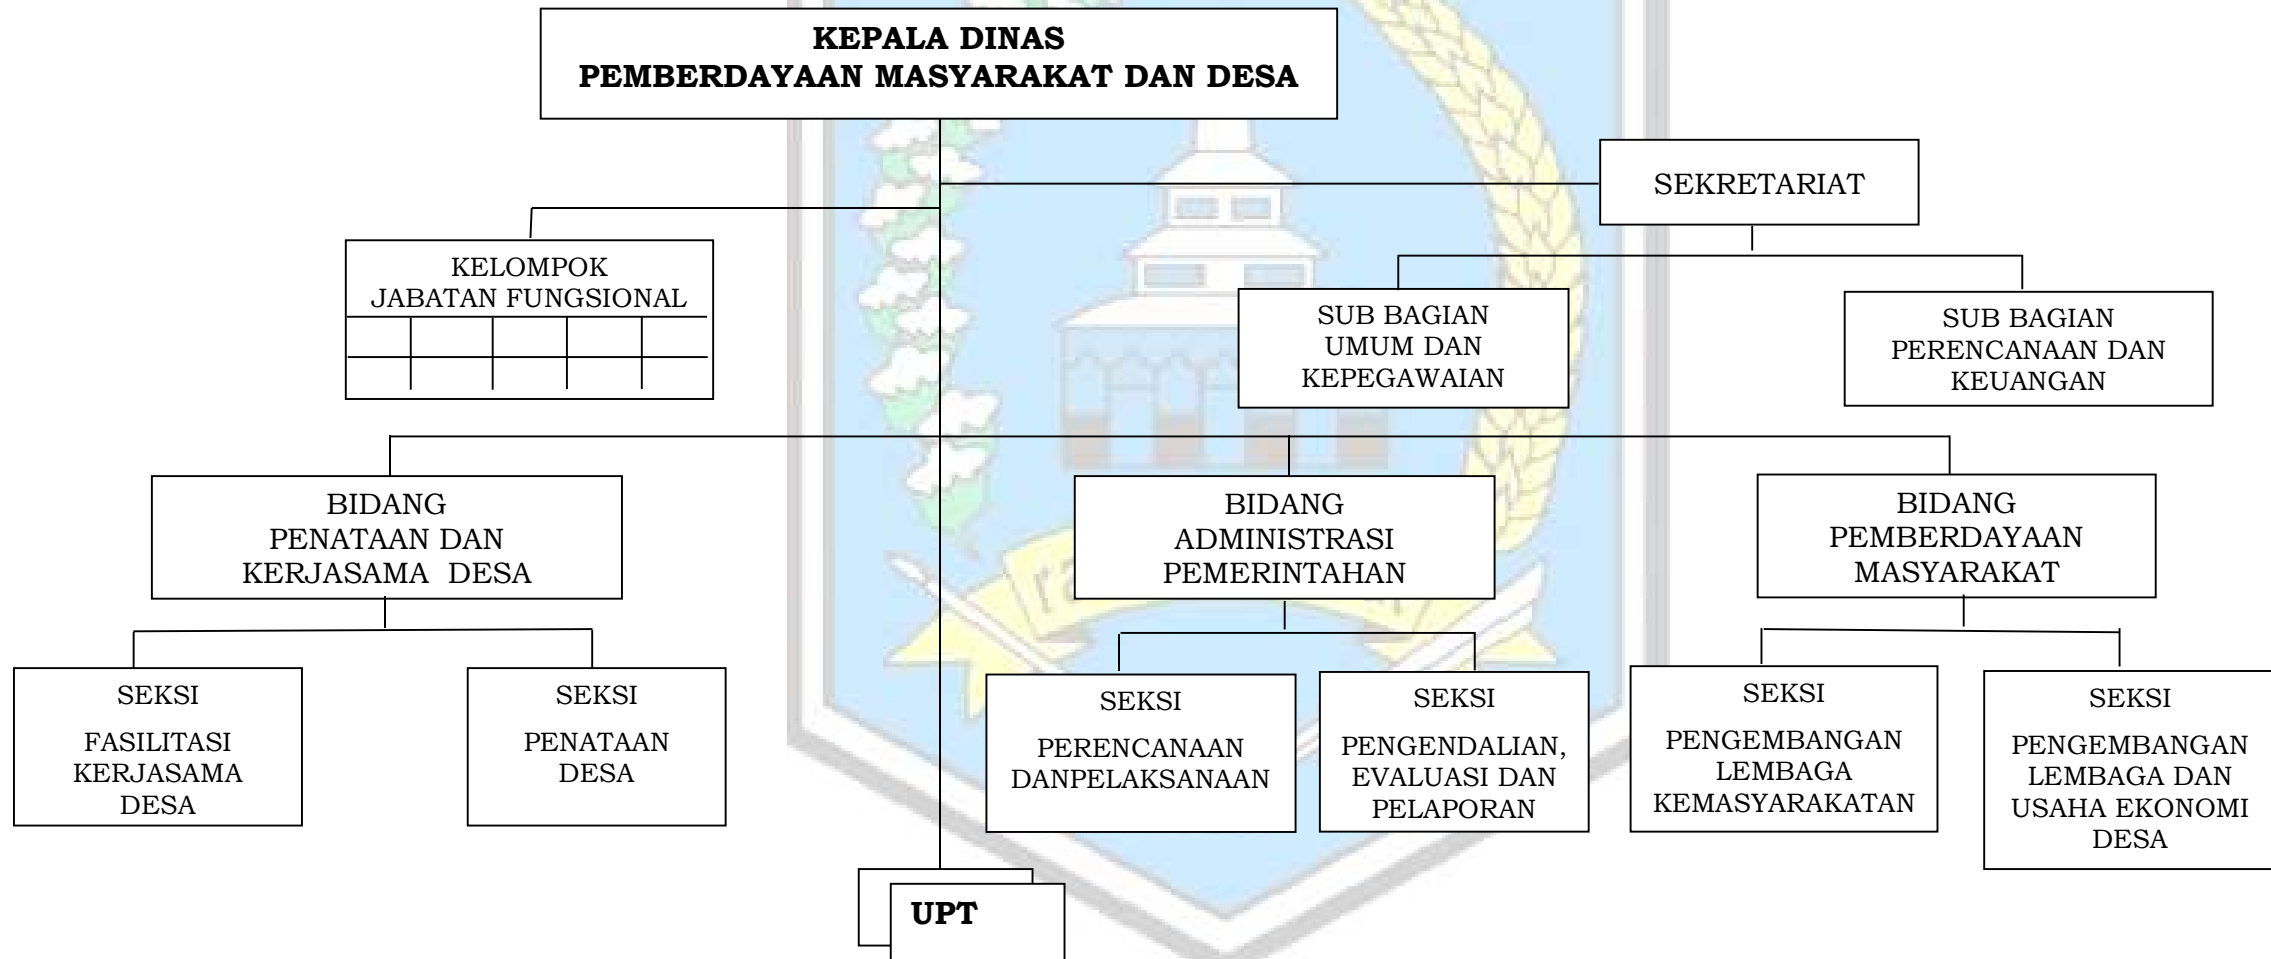 KEPALA DINAS
PEMBERDAYAAN MASYARAKAT DAN DESA
SEKRETARIAT
KELOMPOK
JABATAN FUNGSIONAL
SUB BAGIAN
UMUM DAN
KEPEGAWAIAN
SUB BAGIAN
PERENCANAAN DAN
KEUANGAN
BIDANG
PENATAAN DAN
KERJASAMA DESA
BIDANG
ADMINISTRASI
PEMERINTAHAN
BIDANG
PEMBERDAYAAN
MASYARAKAT
SEKSI
FASILITASI
KERJASAMA
DESA
SEKSI
PENATAAN
DESA
SEKSI
PERENCANAAN
DANPELAKSANAAN
SEKSI
PENGENDALIAN,
EVALUASI DAN
PELAPORAN
SEKSI
PENGEMBANGAN
LEMBAGA
KEMASYARAKATAN
SEKSI
PENGEMBANGAN
LEMBAGA DAN
USAHA EKONOMI
DESA
UPT